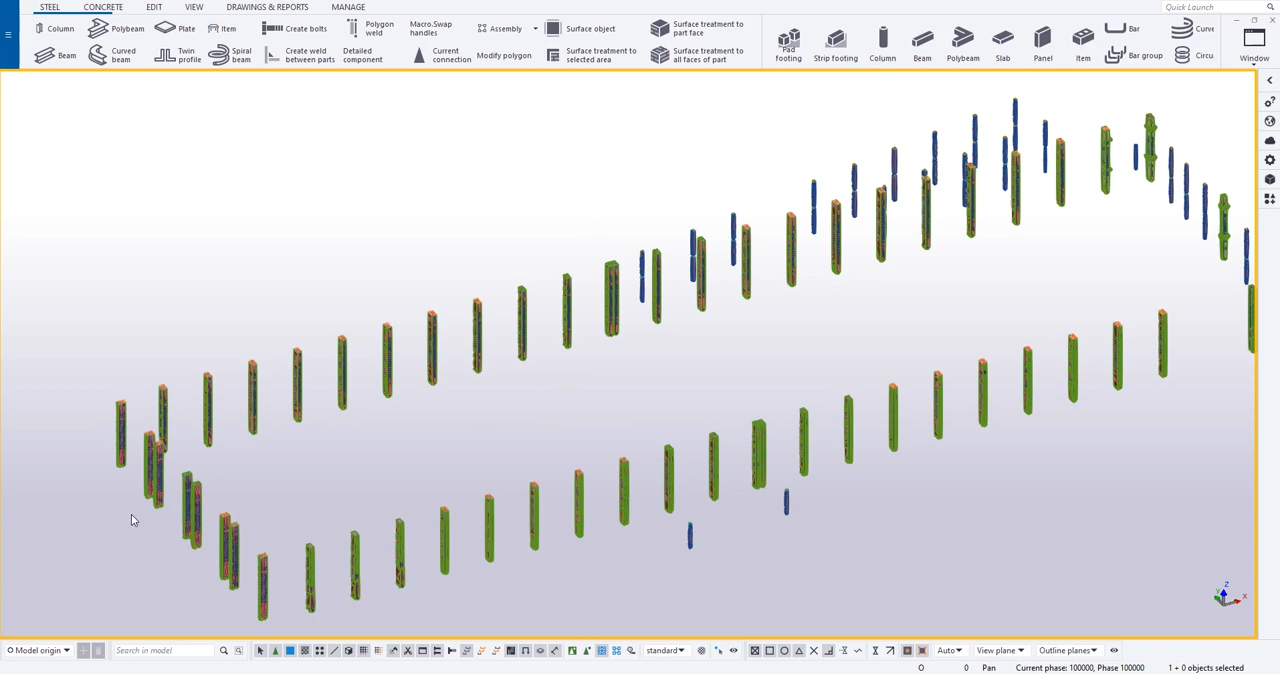 STEEL CONCRETE EDIT VIEW DRAWINGS & REPORTS MANAGE Quick Launch
Column Polybeam Plate Item Create bolts Polygon weld Macro.Swap handles Assembly Surface object Surface treatment to part face
Beam Curved beam Twin profile Spiral beam Create weld between parts Detailed component Current connection Modify polygon Surface treatment to selected area Surface treatment to all faces of part
Pad footing Strip footing Column Beam Polybeam Slab Panel Item Bar Curve
Bar group Circu Window
Z
Y X
Model origin Search in model standard Auto View plane Outline planes
O 0 Pan Current phase: 100000, Phase 100000 1 + 0 objects selected